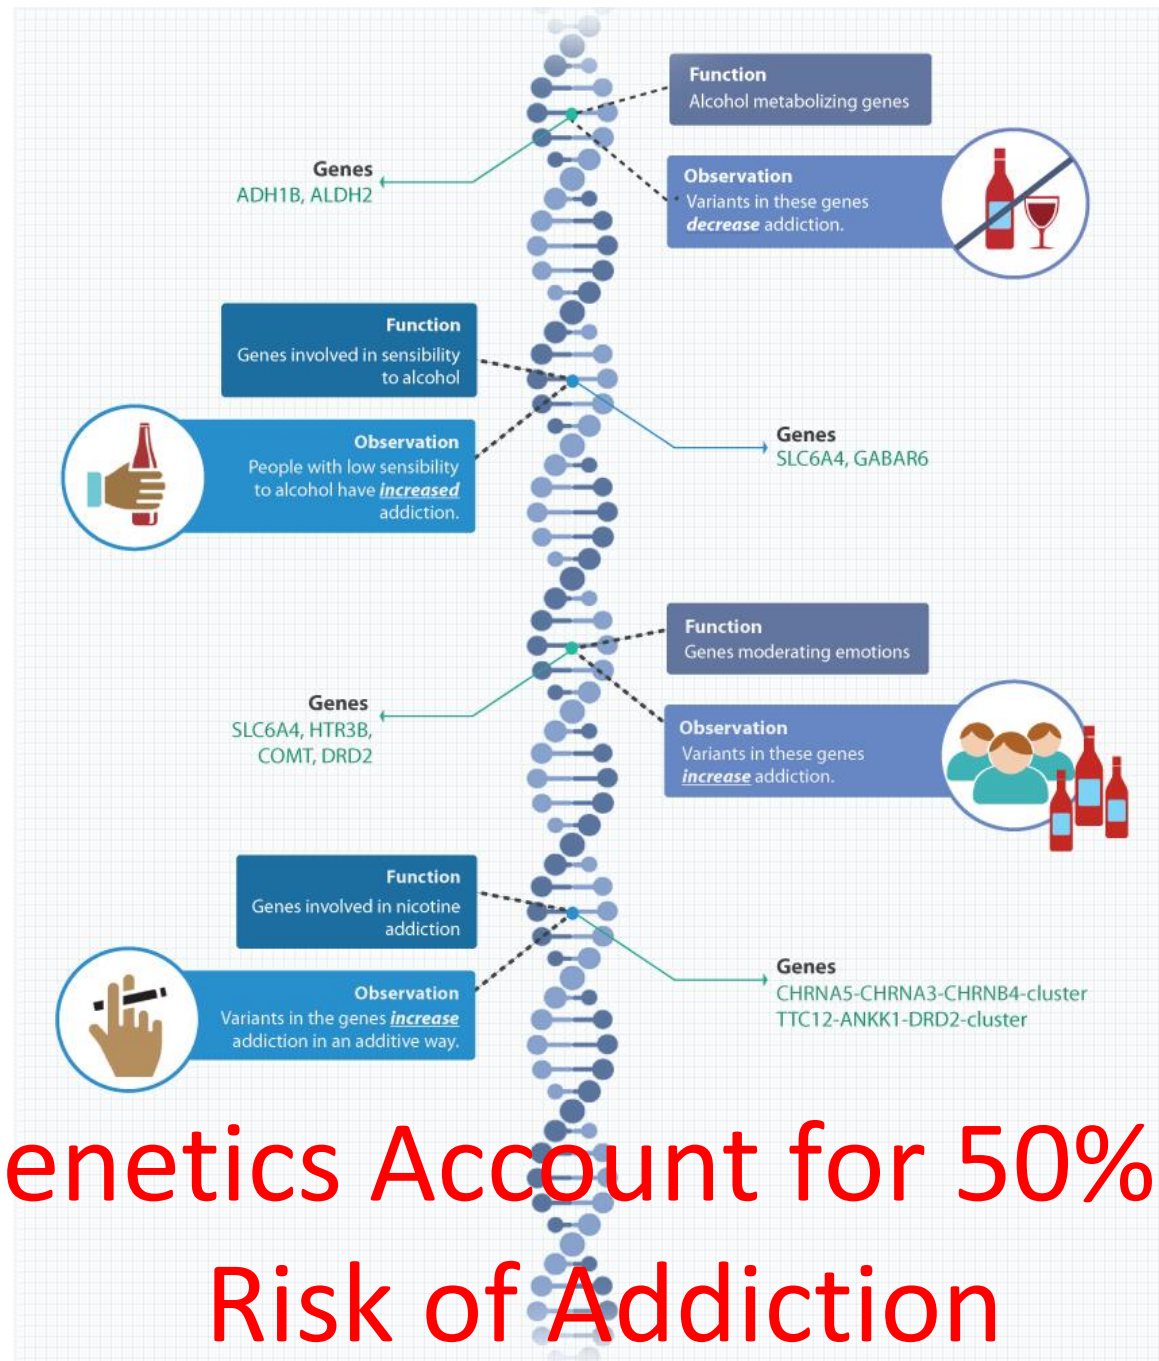 Function
Alcohol metabolizing genes
Genes
ADH1B, ALDH2
Observation
Variants in these genes
decrease addiction.
Function
Genes involved in sensibility
to alcohol
Observation
People with low sensibility
to alcohol have increased
addiction.
Genes
SLC6A4, GABAR6
Function
Genes moderating emotions
Genes
SLC6A4, HTR3B,
COMT, DRD2
Observation
Variants in these genes
increase addiction.
Function
Genes involved in nicotine
addiction
Observation
Variants in the genes increase
addiction in an additive way.
Genes
CHRNA5-CHRNA3-CHRNB4-cluster
TTC12-ANKK1-DRD2-cluster
enetics Account for 50%
Risk of Addiction